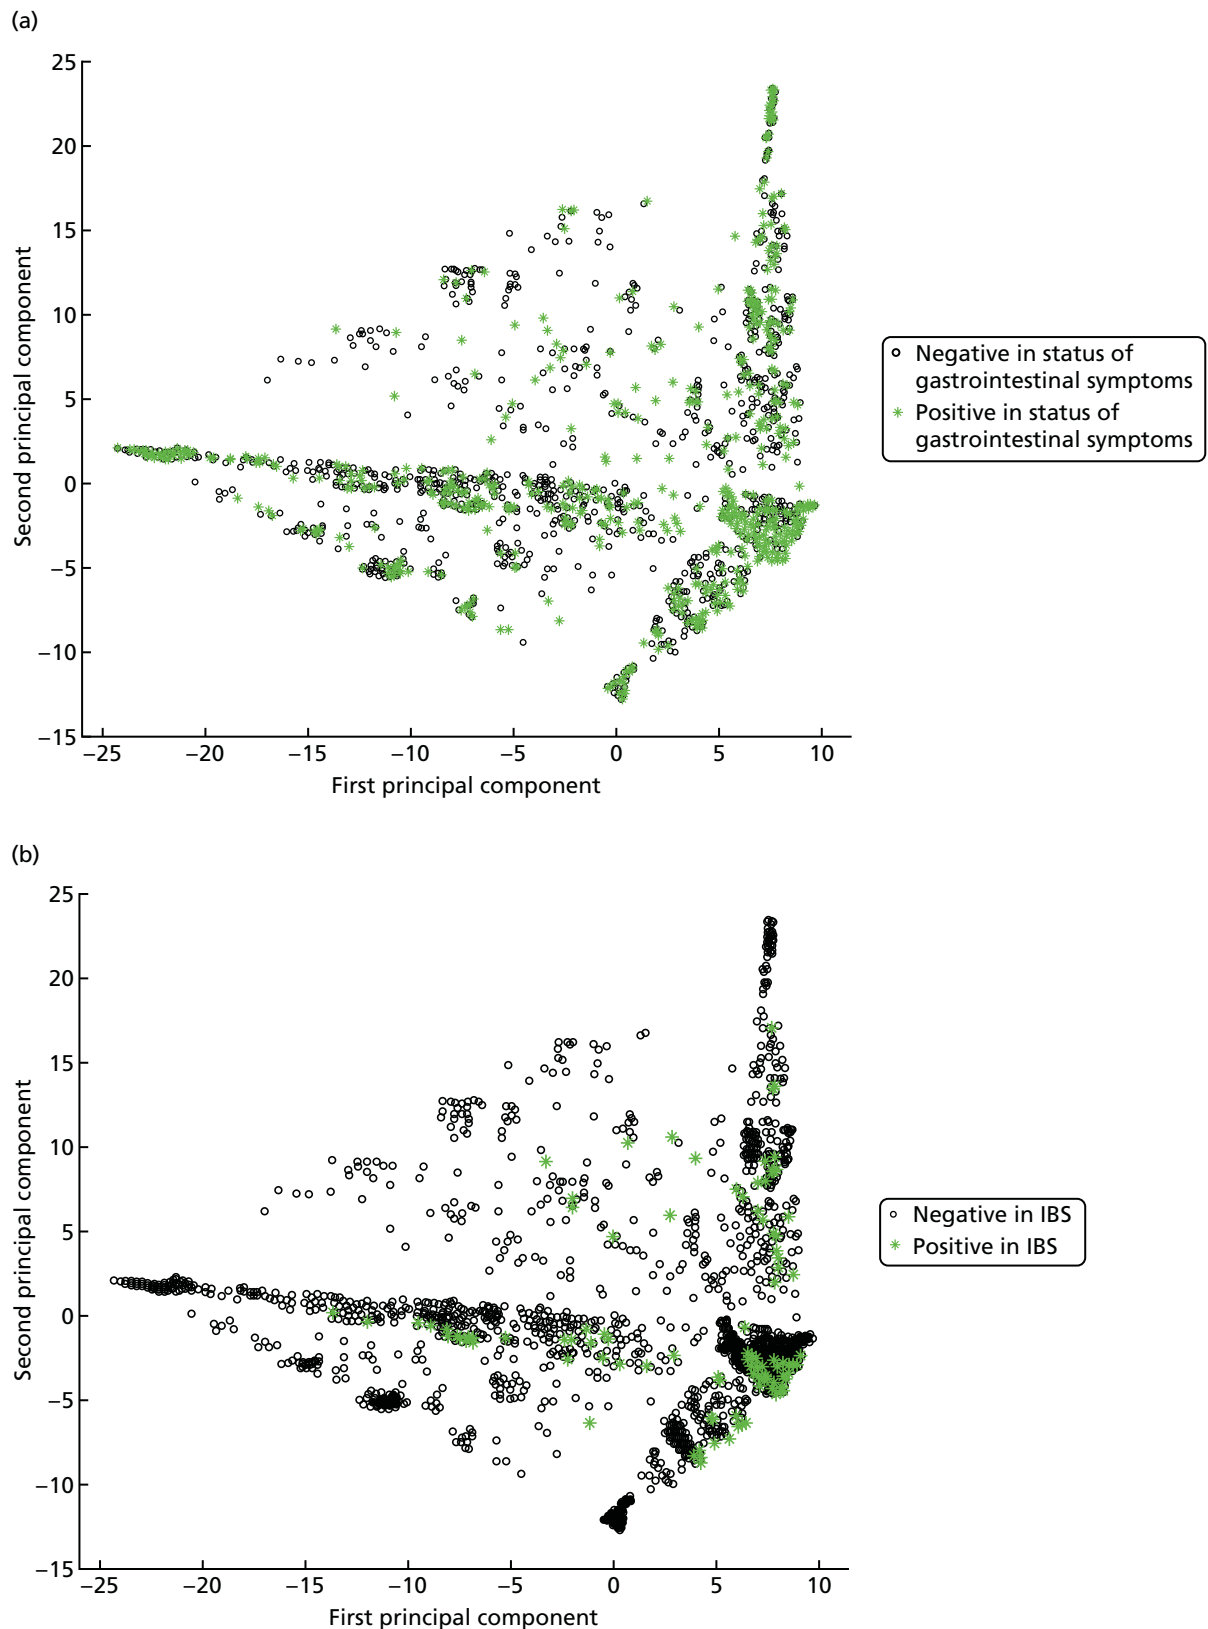 (a)
25
20
15
10
5
0
−5
−10
−15
Second principal component
−25
−20
−15
−10
−5
0
5
10
First principal component
Negative in status of
gastrointestinal symptoms
Positive in status of
gastrointestinal symptoms
(b)
25
20
15
10
5
0
−5
−10
−15
Second principal component
−25
−20
−15
−10
−5
0
5
10
First principal component
Negative in IBS
Positive in IBS